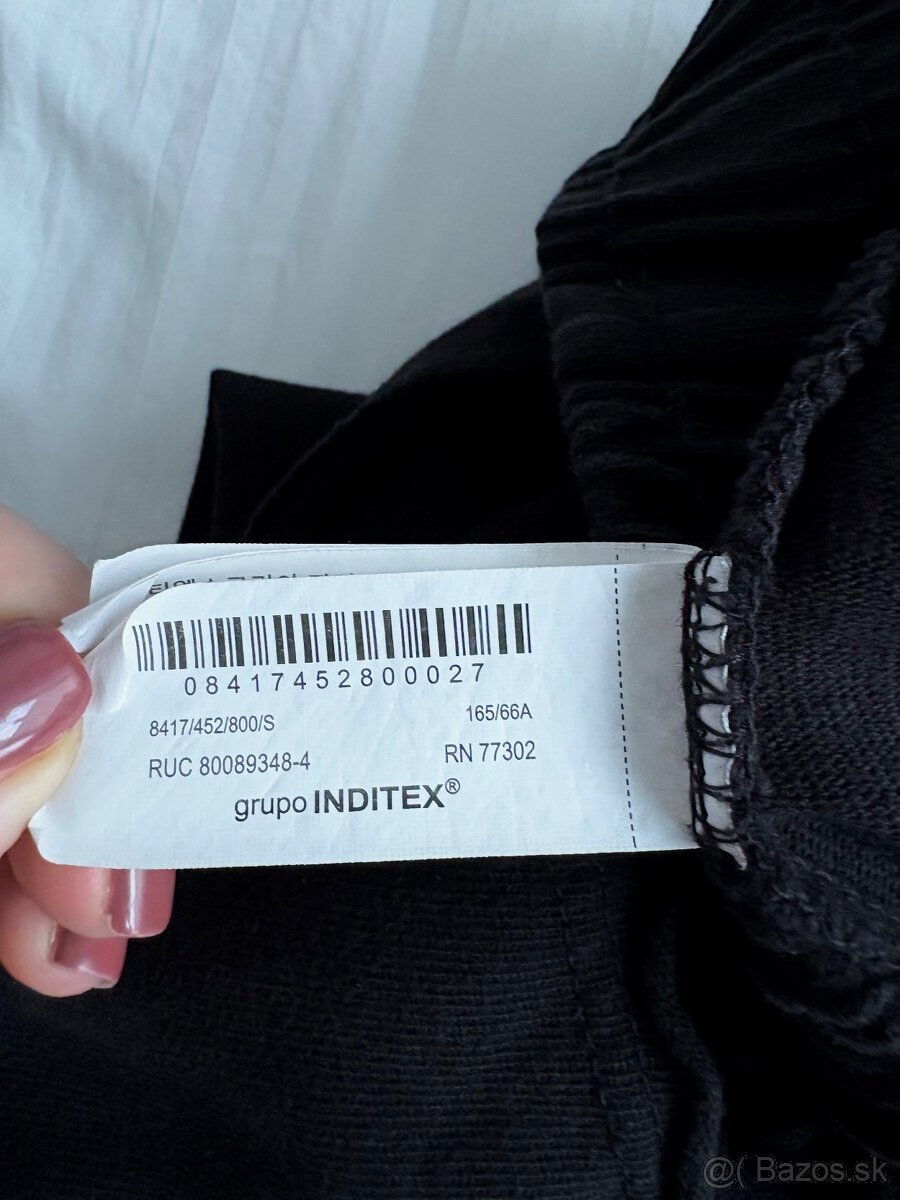 08417452800027
8417/452/800/S
165/66A
RUC 80089348-4
RN 77302
grupo INDITEX®
@( Bazos.sk